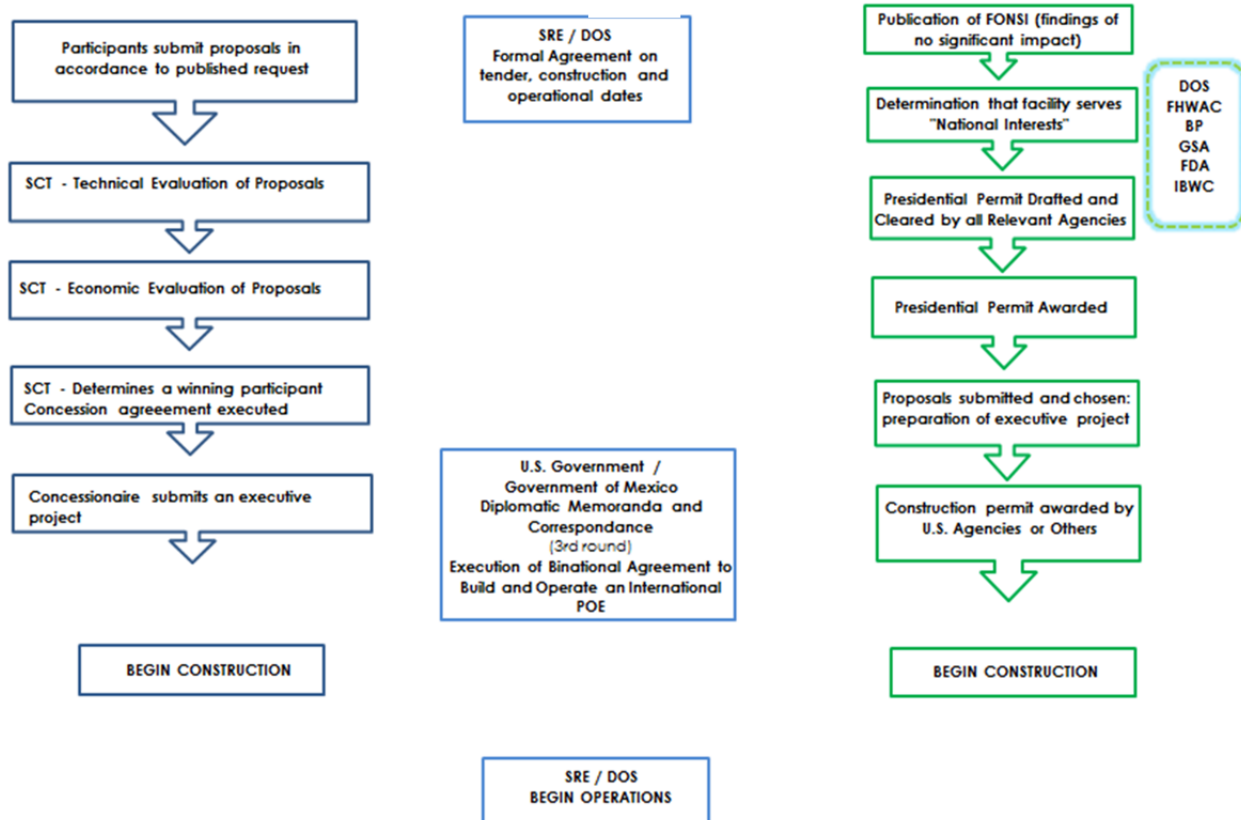 Participants submit proposals in
accordance to published request
SCT - Technical Evaluation of Proposals
SCT - Economic Evaluation of Proposals
SCT - Determines a winning participant
Concession agreeement executed
Concessionaire submits an executive
project
BEGIN CONSTRUCTION
SRE / DOS
Formal Agreement on
tender, construction and
operational dates
U.S. Government /
Government of Mexico
Diplomatic Memoranda and
Correspondance
(3rd round)
Execution of Binational Agreement to
Build and Operate an International
POE
SRE / DOS
BEGIN OPERATIONS
Publication of FONSI (findings of
no significant impact)
Determination that facility serves
"National Interests"
Presidential Permit Drafted and
Cleared by all Relevant Agencies
Presidential Permit Awarded
Proposals submitted and chosen:
preparation of executive project
Construction permit awarded by
U.S. Agencies or Others
BEGIN CONSTRUCTION
DOS
FHWAC
BP
GSA
FDA
IBWC